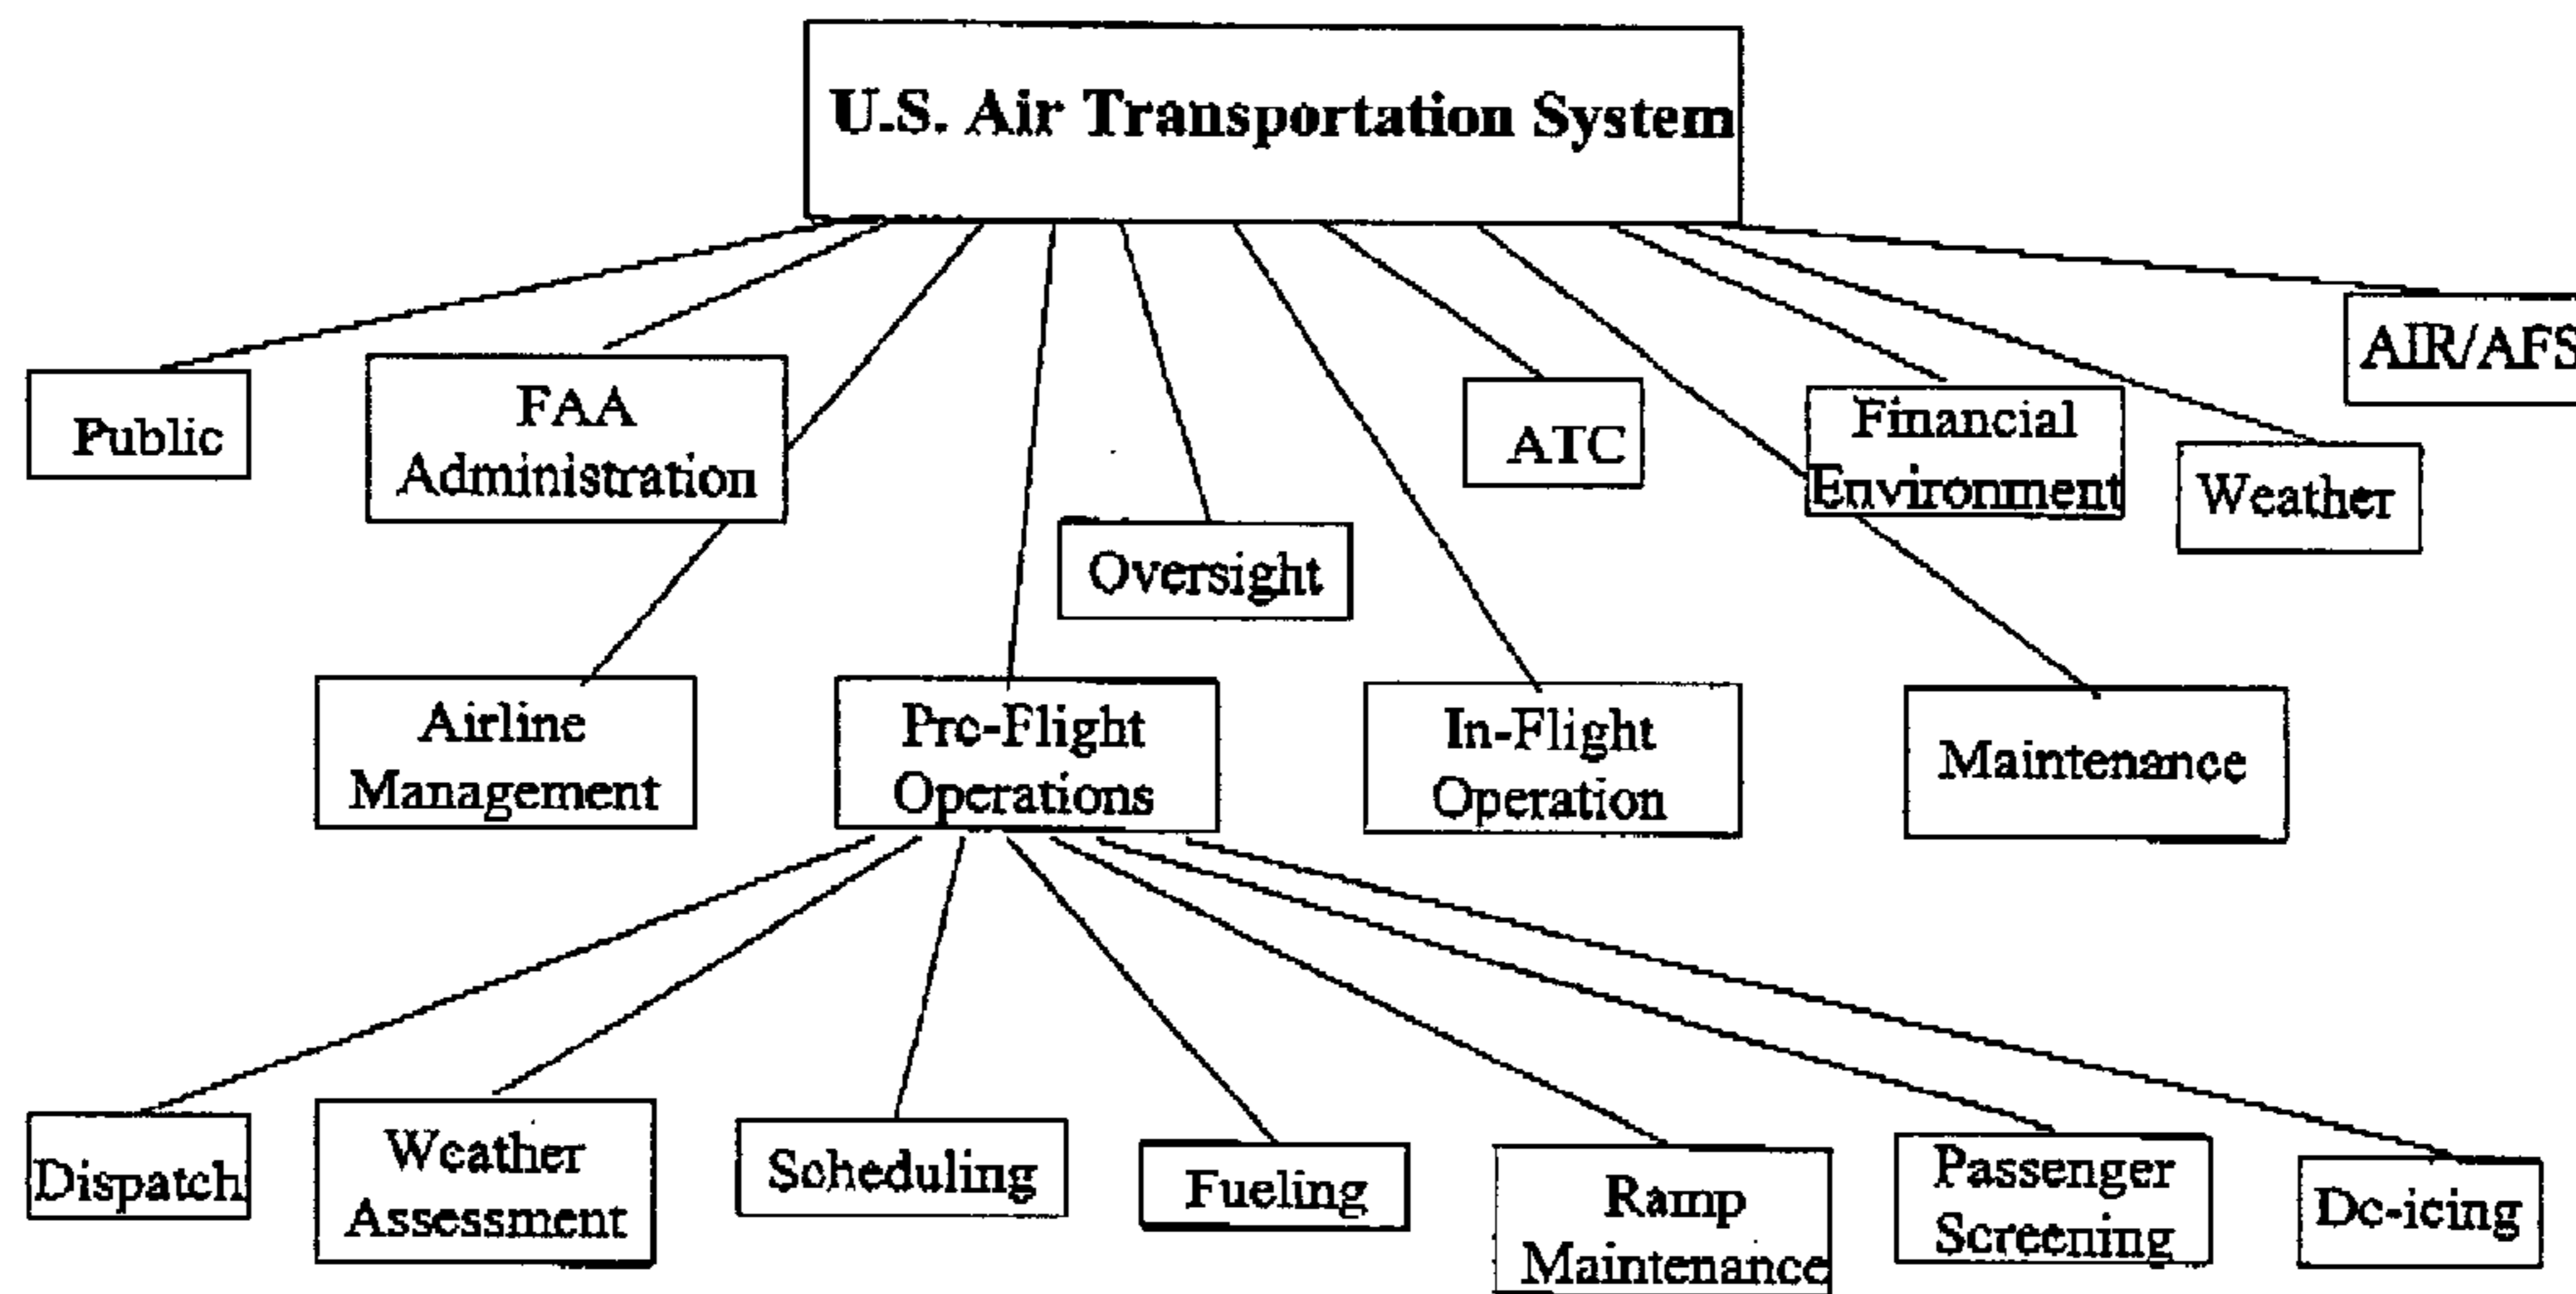 U.S. Air Transportation System
AIR/AFS
Public
FAA
Administration
ATC
Financial
Environment
Weather
Oversight
Airline
Management
Pre-Flight
Operations
In-Flight
Operation
Maintenance
Dispatch
Weather
Assessment
Scheduling
Fueling
Ramp
Maintenance
Passenger
Screening
De-icing